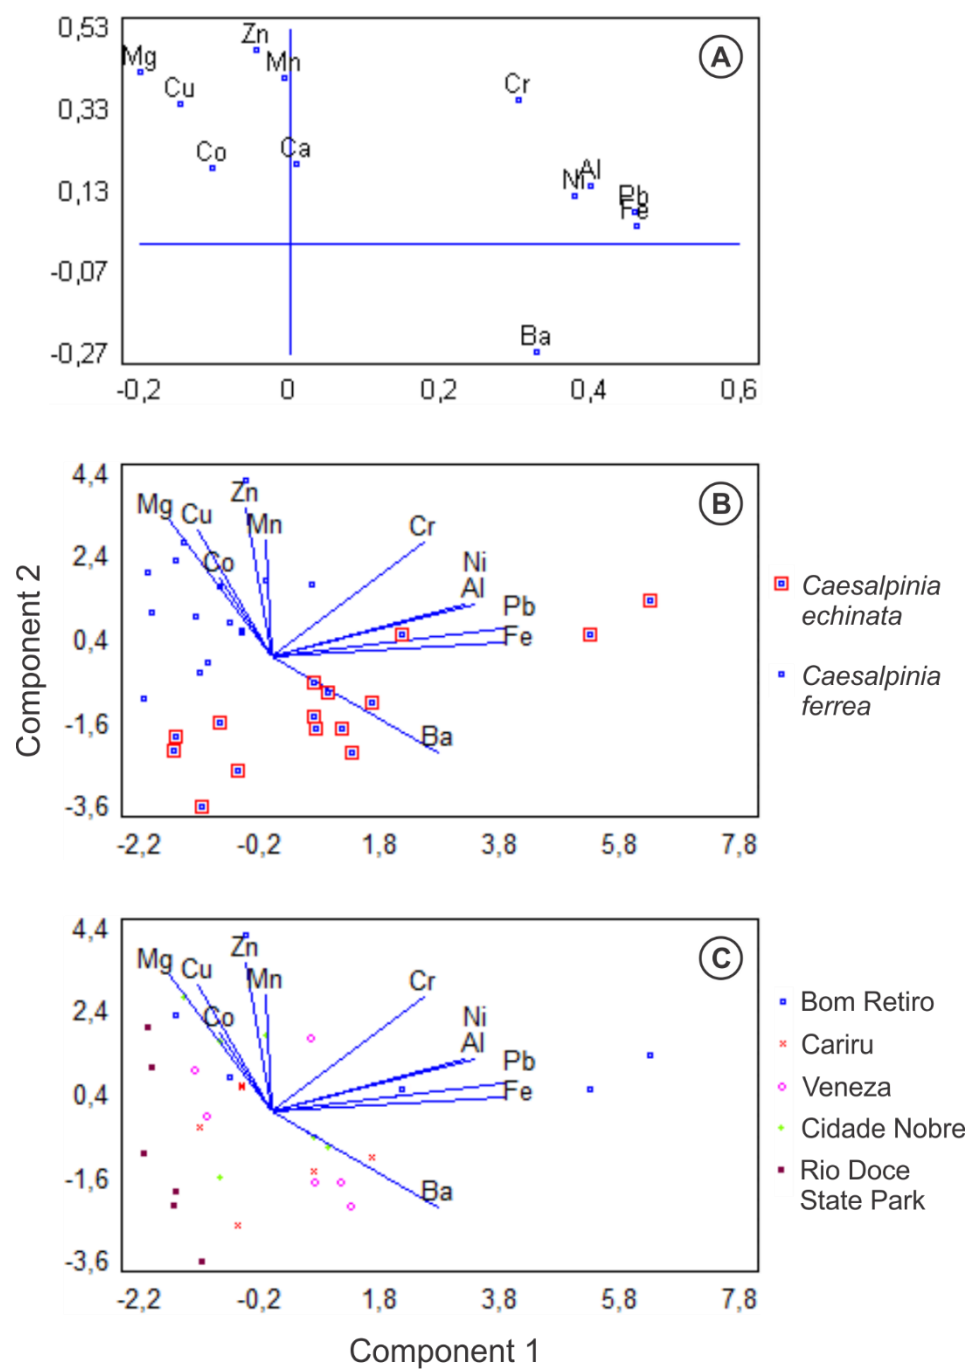 0,53
Zn
A
Mg
Mn
Cu
Cr
0,33
Co
Ca
Al
Ni
0,13
Pb
Fe
-0,07
Ba
-0,27
-0,2 0 0,2 0,4 0,6
4,4
Zn
B
Mg
Cu
Mn
Cr
2,4
Co
Ni
Al
Pb
0,4
Fe
-1,6
Ba
-3,6
-2,2 -0,2 1,8 3,8 5,8 7,8
Caesalpinia
echinata
Caesalpinia
ferrea
Component 2
4,4
Zn
C
Mg
Cu
Mn
Cr
2,4
Co
Ni
Al
Pb
0,4
Fe
-1,6
Ba
-3,6
-2,2 -0,2 1,8 3,8 5,8 7,8
Bom Retiro
Cariru
Veneza
Cidade Nobre
Rio Doce
State Park
Component 1